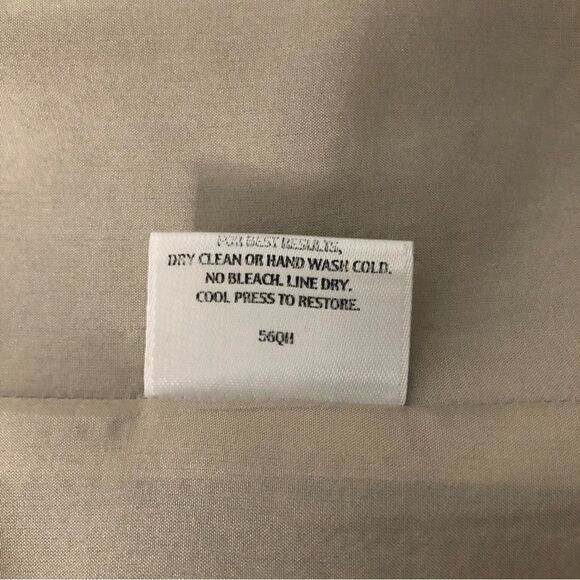 FOR BEST RESULTS,
DRY CLEAN OR HAND WASH COLD.
NO BLEACH. LINE DRY.
COOL PRESS TO RESTORE.
56QH